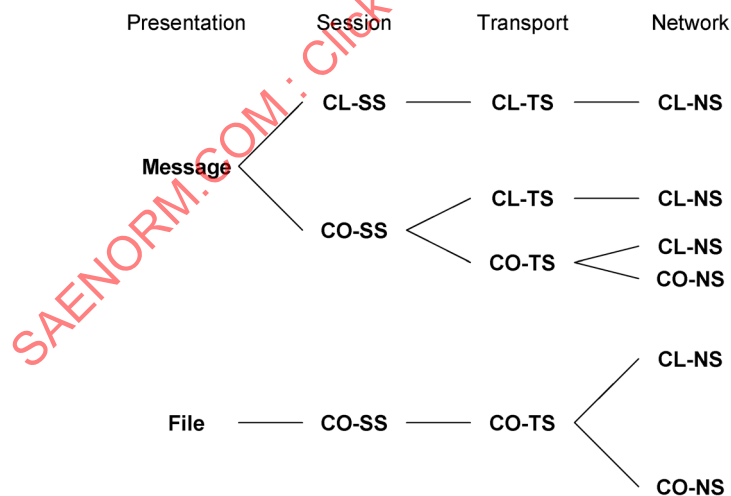 Presentation Session Transport Network
CL-SS CL-TS CL-NS
Message
CL-TS CL-NS
CO-SS
CL-NS
CO-TS
CO-NS
CL-NS
File CO-SS CO-TS
CO-NS
SAENORM.COM : Click